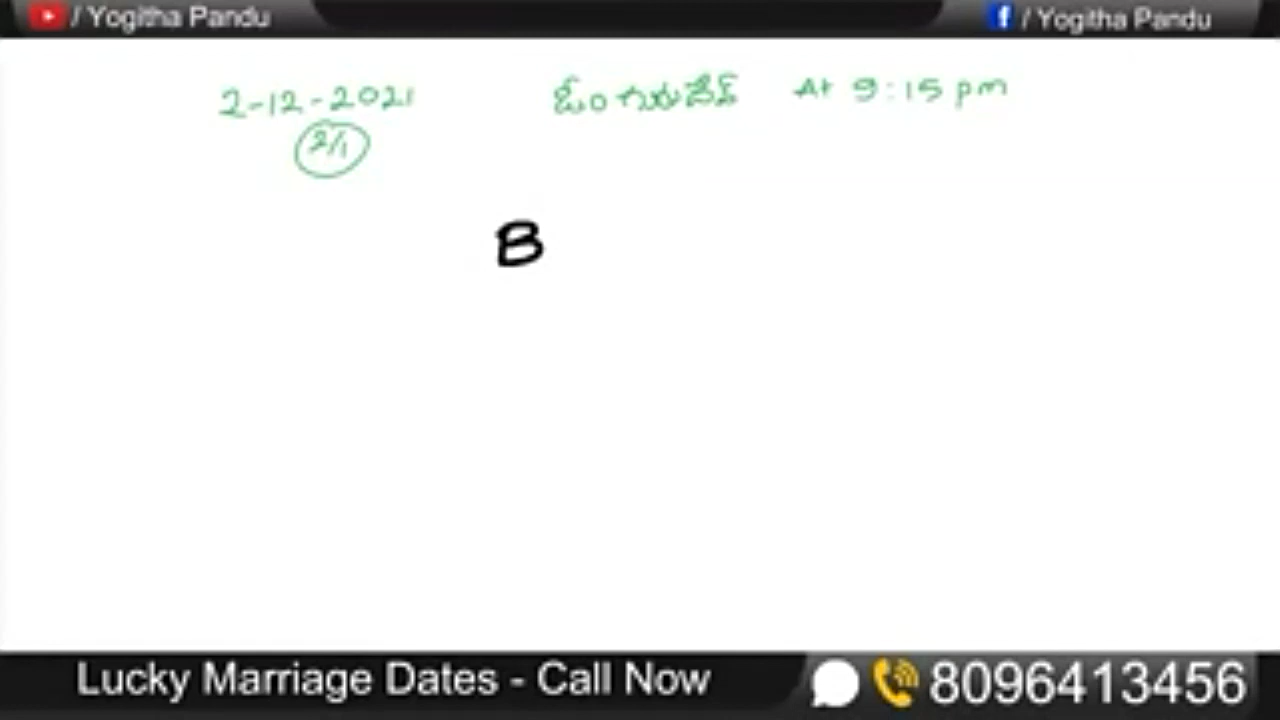 / Yogitha Pandu
f / Yogitha Pandu
2-12-2021 ఓం గురుదేవ్ At 9:15 pm
2/1
B
Lucky Marriage Dates - Call Now 8096413456